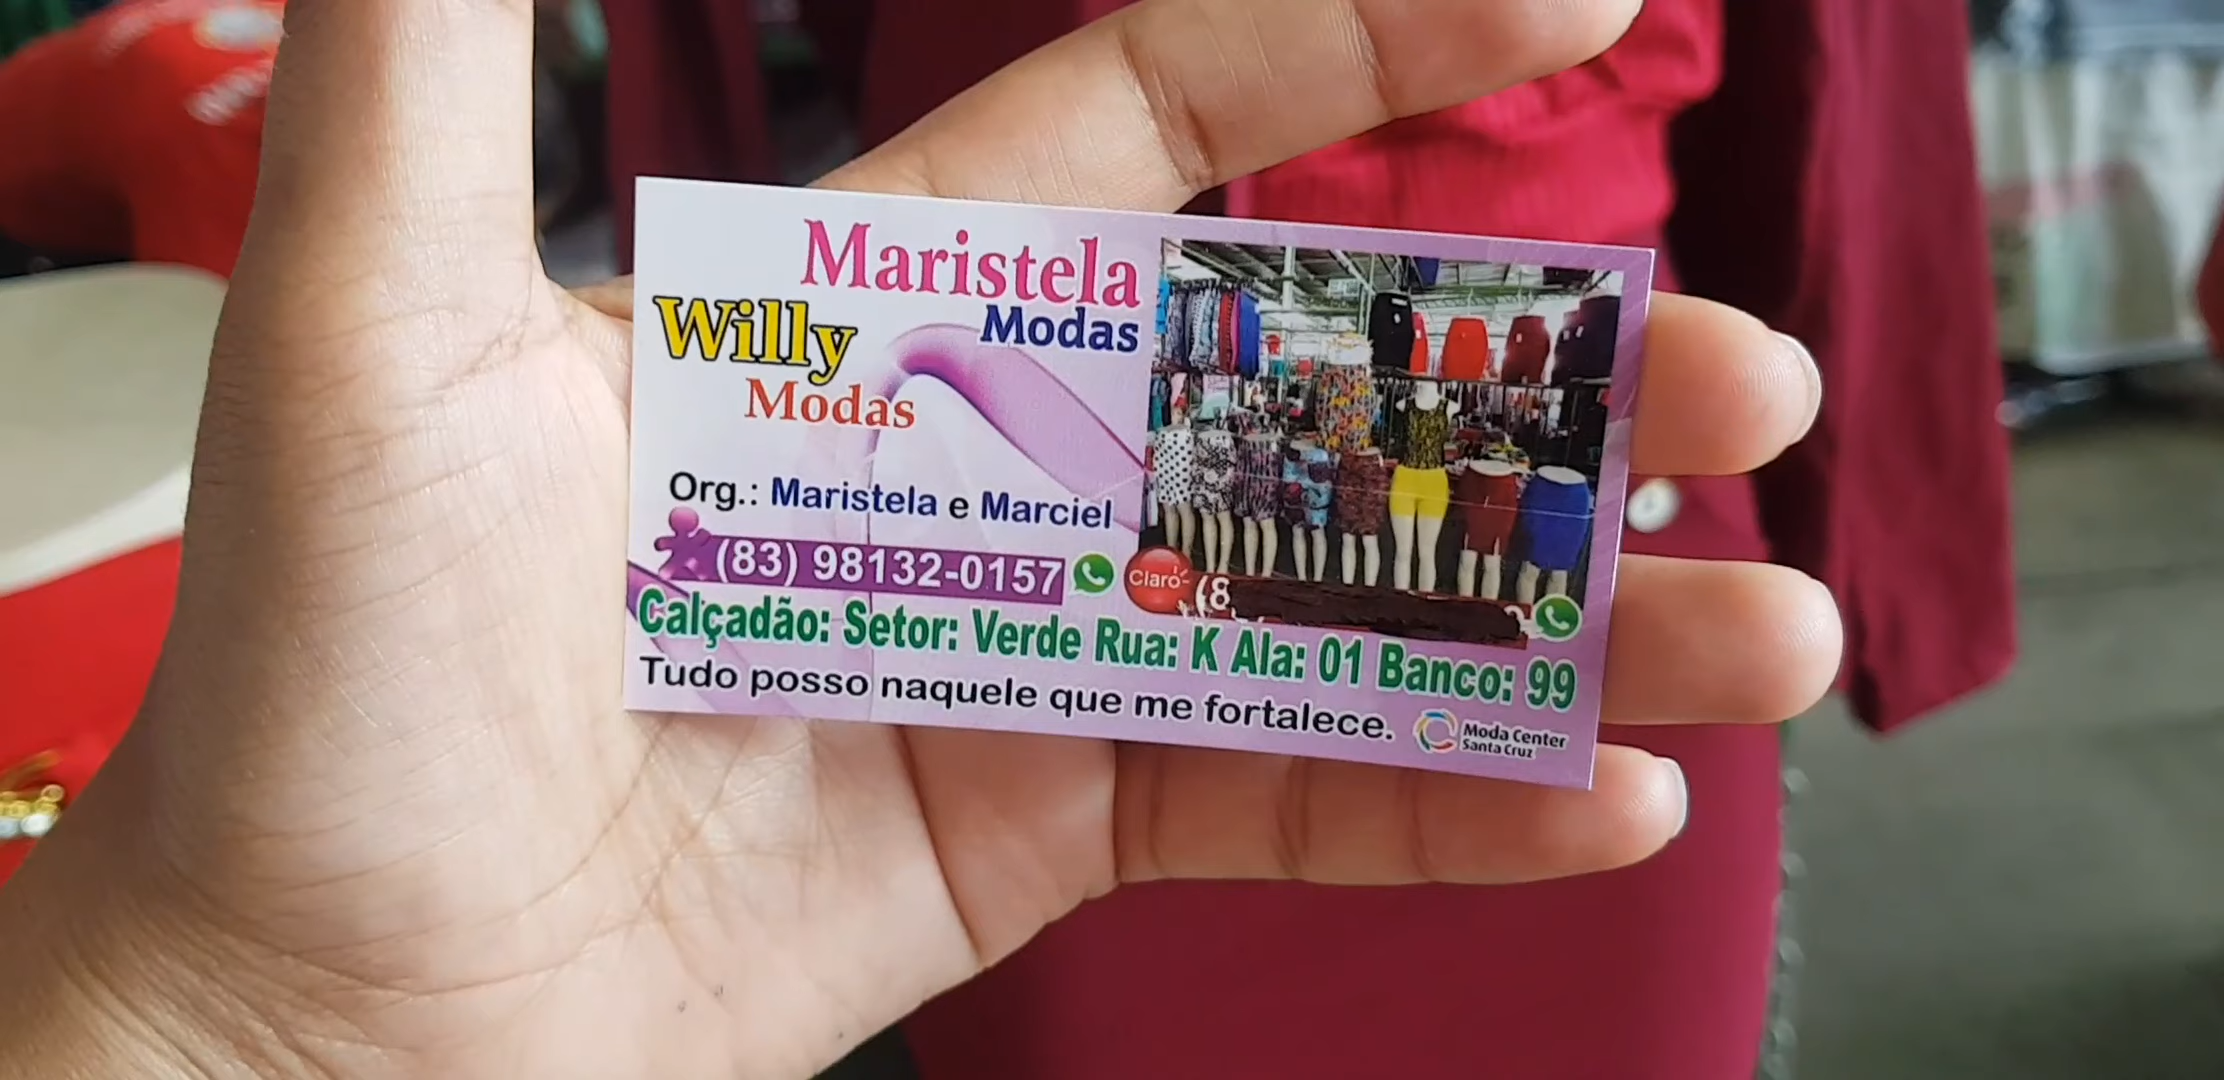 Maristela
Modas
Willy
Modas
Org.: Maristela e Marciel
(83) 98132-0157
Claro (8
Calçadão: Setor: Verde Rua: K Ala: 01 Banco: 99
Tudo posso naquele que me fortalece.
Moda Center
Santa Cruz